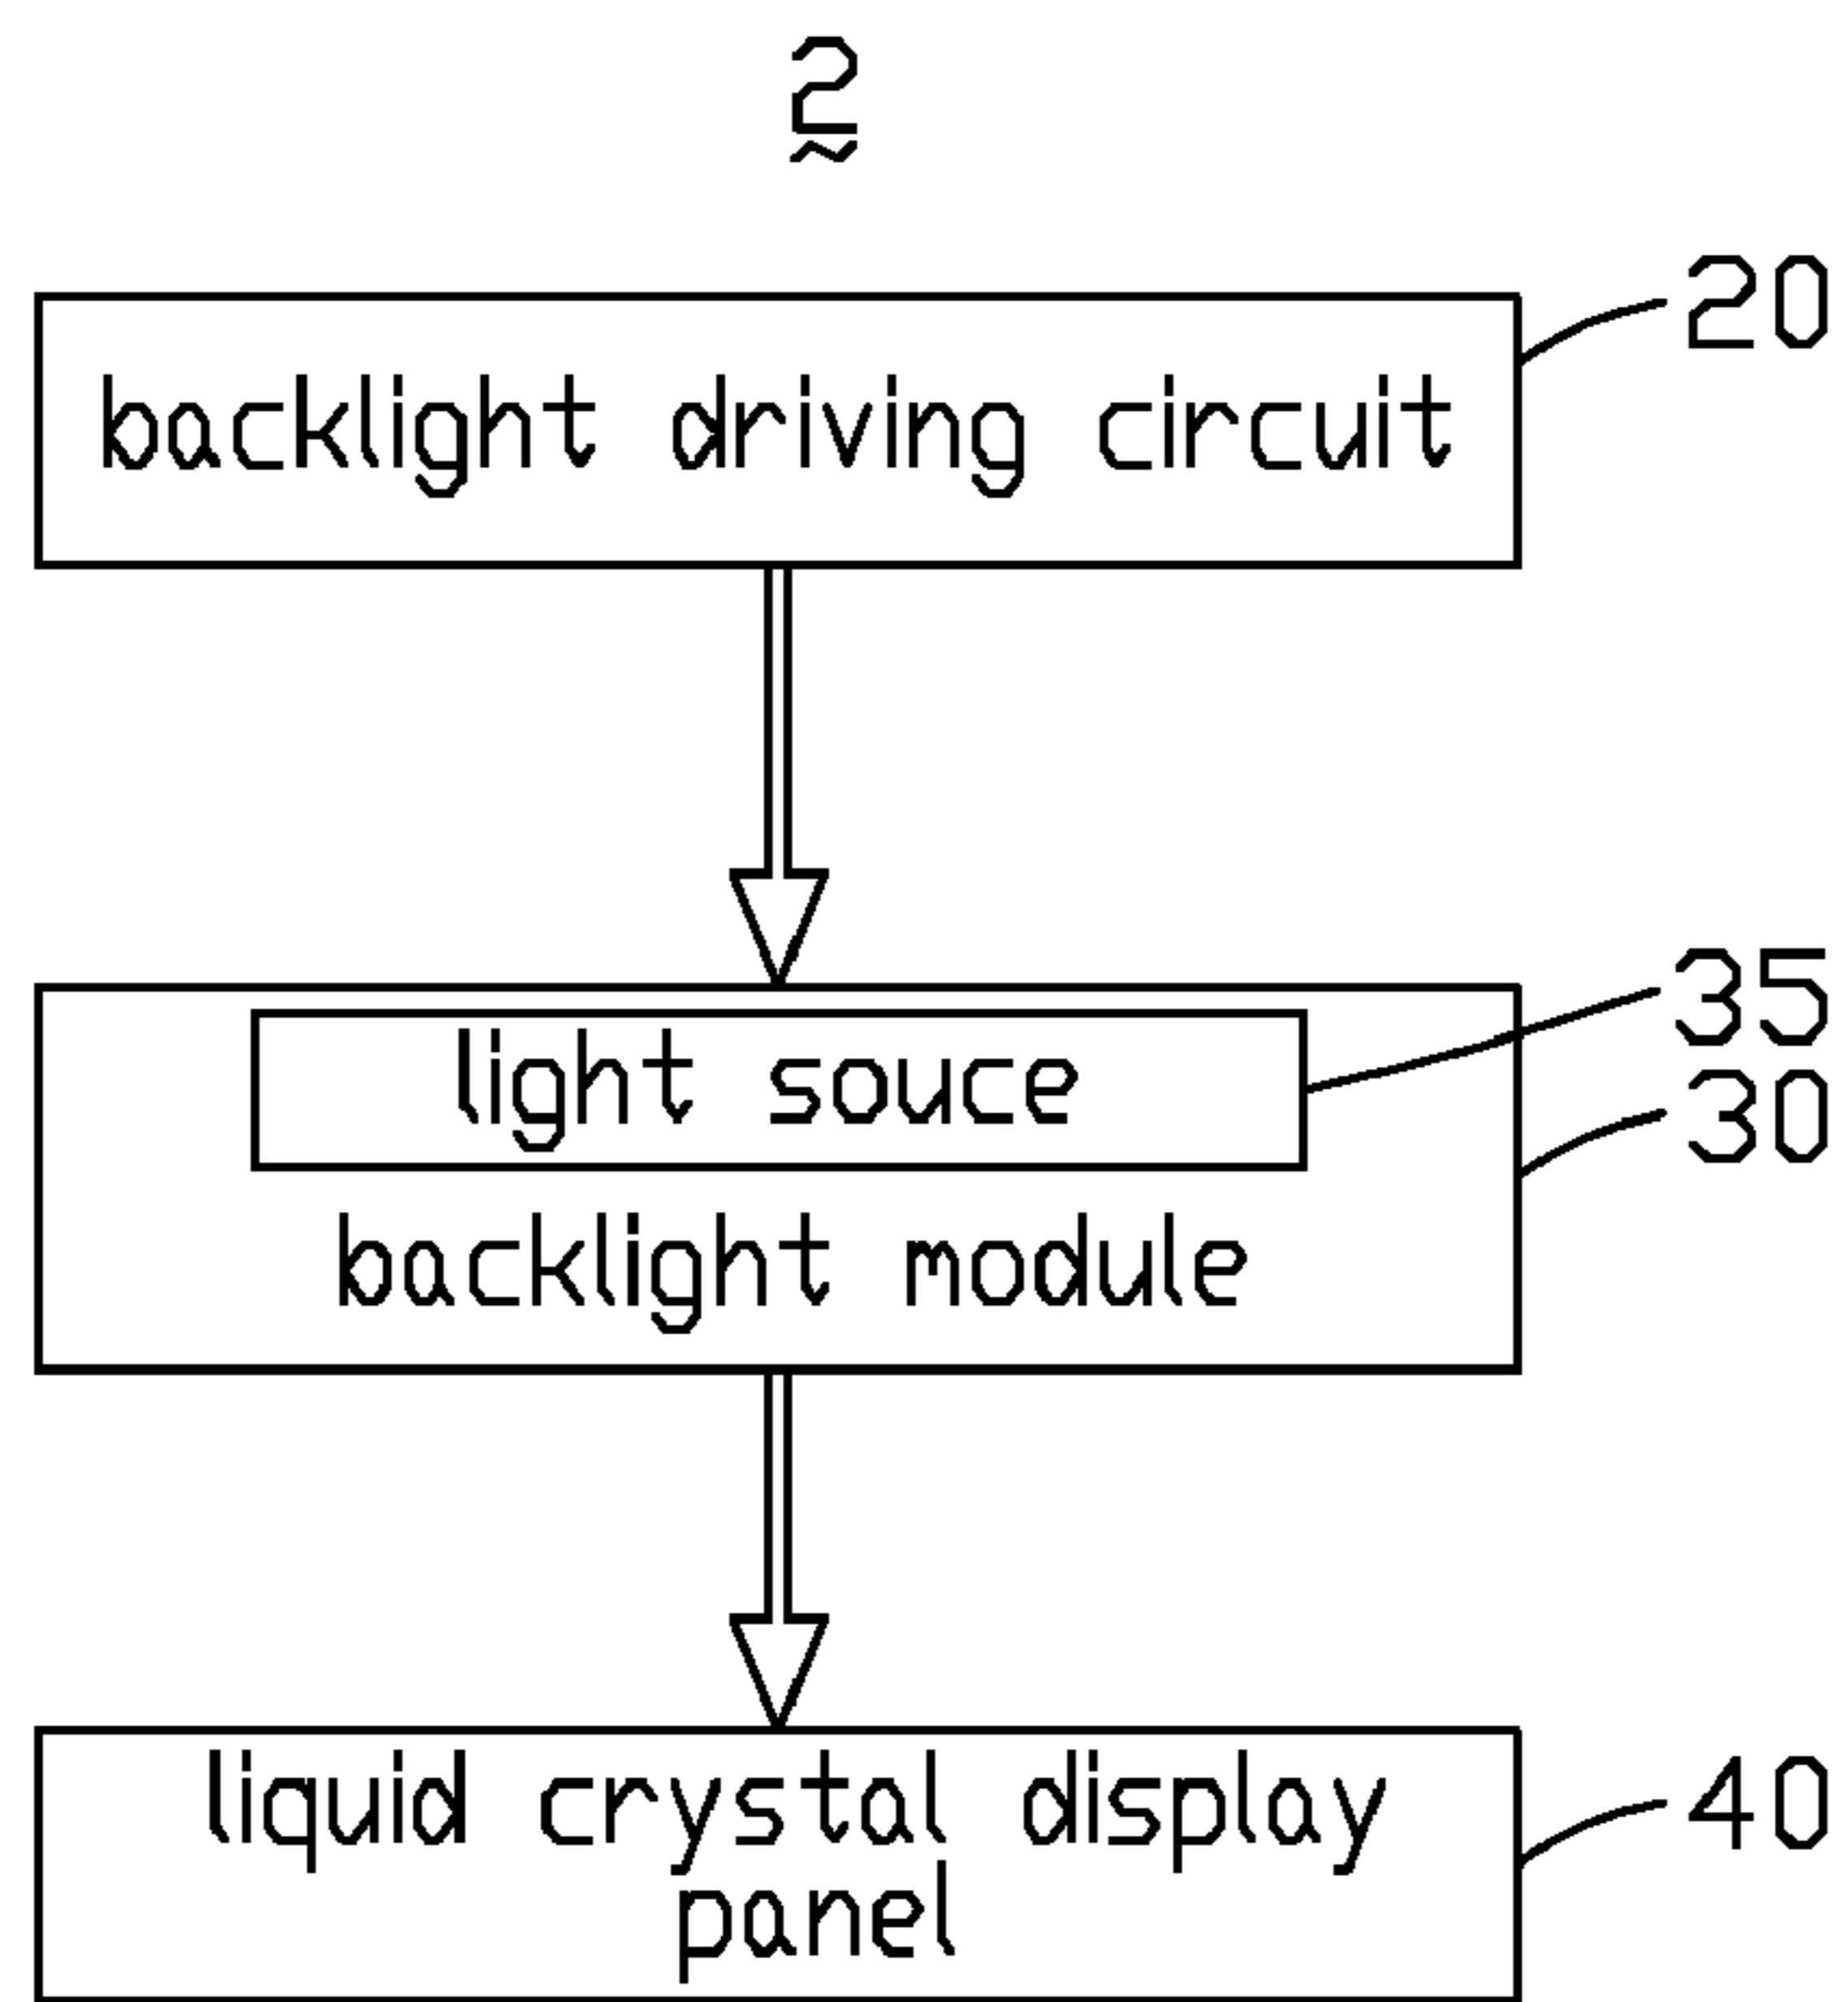 2
20
backlight driving circuit
35
light souce
30
backlight module
liquid crystal display
40
panel